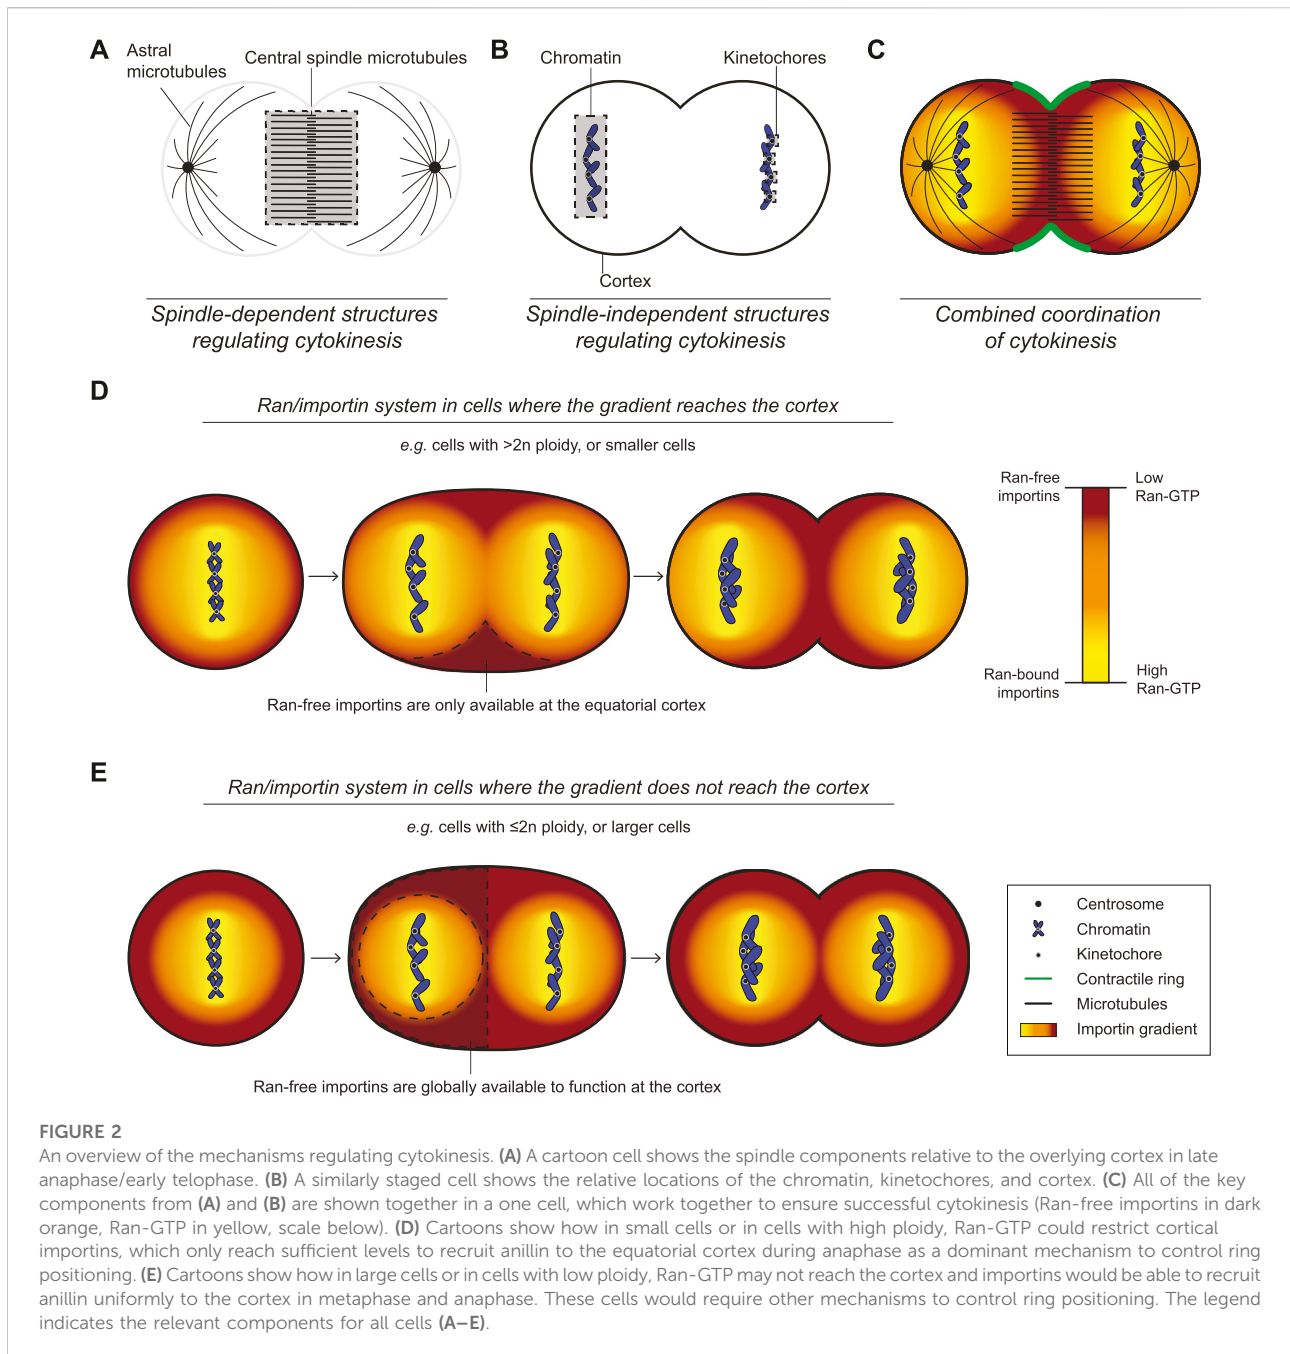 A
Astral
microtubules
Central spindle microtubules
Spindle-dependent structures
regulating cytokinesis
B
Chromatin
Kinetochores
Cortex
Spindle-independent structures
regulating cytokinesis
C
Combined coordination
of cytokinesis
D
Ran/importin system in cells where the gradient reaches the cortex
e.g. cells with >2n ploidy, or smaller cells
Ran-free importins are only available at the equatorial cortex
Ran-free
importins
Low
Ran-GTP
Ran-bound
importins
High
Ran-GTP
E
Ran/importin system in cells where the gradient does not reach the cortex
e.g. cells with ≤2n ploidy, or larger cells
Ran-free importins are globally available to function at the cortex
Centrosome
Chromatin
Kinetochore
Contractile ring
Microtubules
Importin gradient
FIGURE 2
An overview of the mechanisms regulating cytokinesis. (A) A cartoon cell shows the spindle components relative to the overlying cortex in late
anaphase/early telophase. (B) A similarly staged cell shows the relative locations of the chromatin, kinetochores, and cortex. (C) All of the key
components from (A) and (B) are shown together in a one cell, which work together to ensure successful cytokinesis (Ran-free importins in dark
orange, Ran-GTP in yellow, scale below). (D) Cartoons show how in small cells or in cells with high ploidy, Ran-GTP could restrict cortical
importins, which only reach sufficient levels to recruit anillin to the equatorial cortex during anaphase as a dominant mechanism to control ring
positioning. (E) Cartoons show how in large cells or in cells with low ploidy, Ran-GTP may not reach the cortex and importins would be able to recruit
anillin uniformly to the cortex in metaphase and anaphase. These cells would require other mechanisms to control ring positioning. The legend
indicates the relevant components for all cells (A–E).